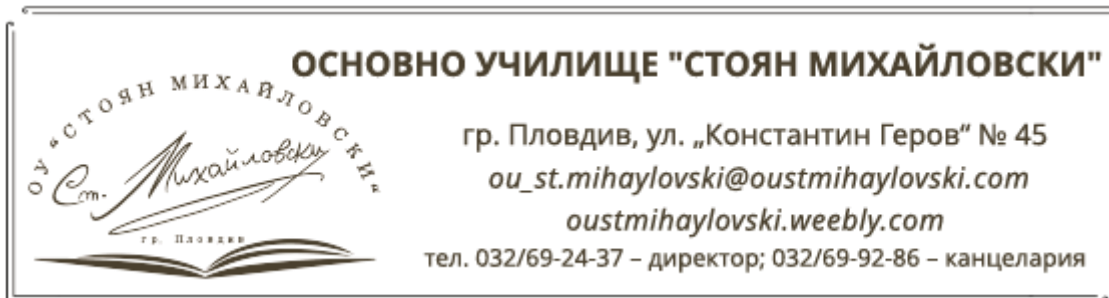 ОСНОВНО УЧИЛИЩЕ "СТОЯН МИХАЙЛОВСКИ"
гр. Пловдив, ул. „Константин Геров“ № 45
ou_st.mihaylovski@oustmihaylovski.com
oustmihaylovski.weebly.com
тел. 032/69-24-37 – директор; 032/69-92-86 – канцелария
ОУ "СТОЯН МИХАЙЛОВСКИ"
Ст. Михайловски
гр. Пловдив